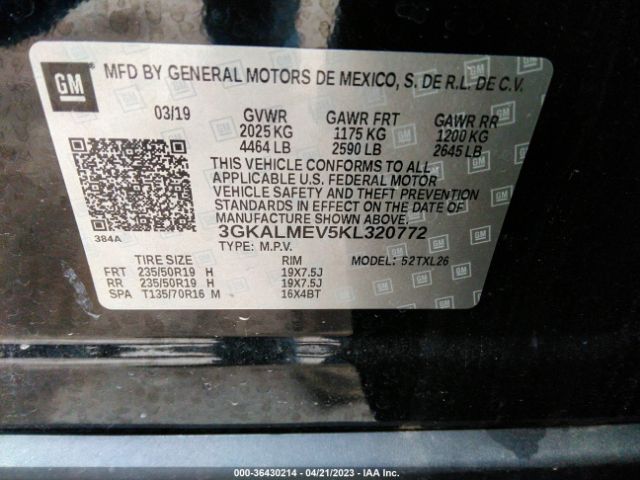 GM
MFD BY GENERAL MOTORS DE MEXICO, S. DE R.L. DE C.V.
03/19 GVWR GAWR FRT GAWR RR
2025 KG 1175 KG 1200 KG
4464 LB 2590 LB 2645 LB
THIS VEHICLE CONFORMS TO ALL
APPLICABLE U.S. FEDERAL MOTOR
VEHICLE SAFETY AND THEFT PREVENTION
STANDARDS IN EFFECT ON THE DATE OF
MANUFACTURE SHOWN ABOVE.
3GKALMEV5KL320772
384A
TYPE: M.P.V. MODEL: 52TXL26
TIRE SIZE RIM
FRT 235/50R19 H 19X7.5J
RR 235/50R19 H 19X7.5J
SPA T135/70R16 M 16X4BT
000-36430214 - 04/21/2023 - IAA Inc.